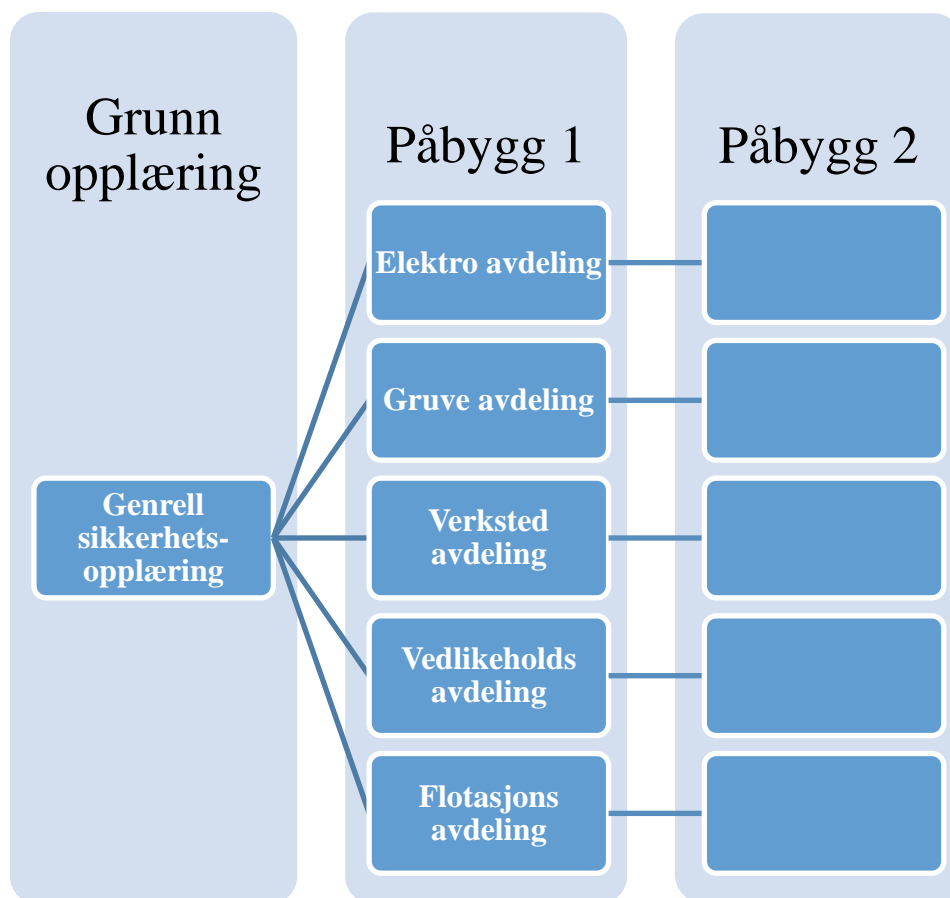 Grunn
opplæring
Påbygg 1
Påbygg 2
Elektro avdeling
Gruve avdeling
Genrell
sikkerhets-
opplæring
Verksted
avdeling
Vedlikeholds
avdeling
Flotasjons
avdeling